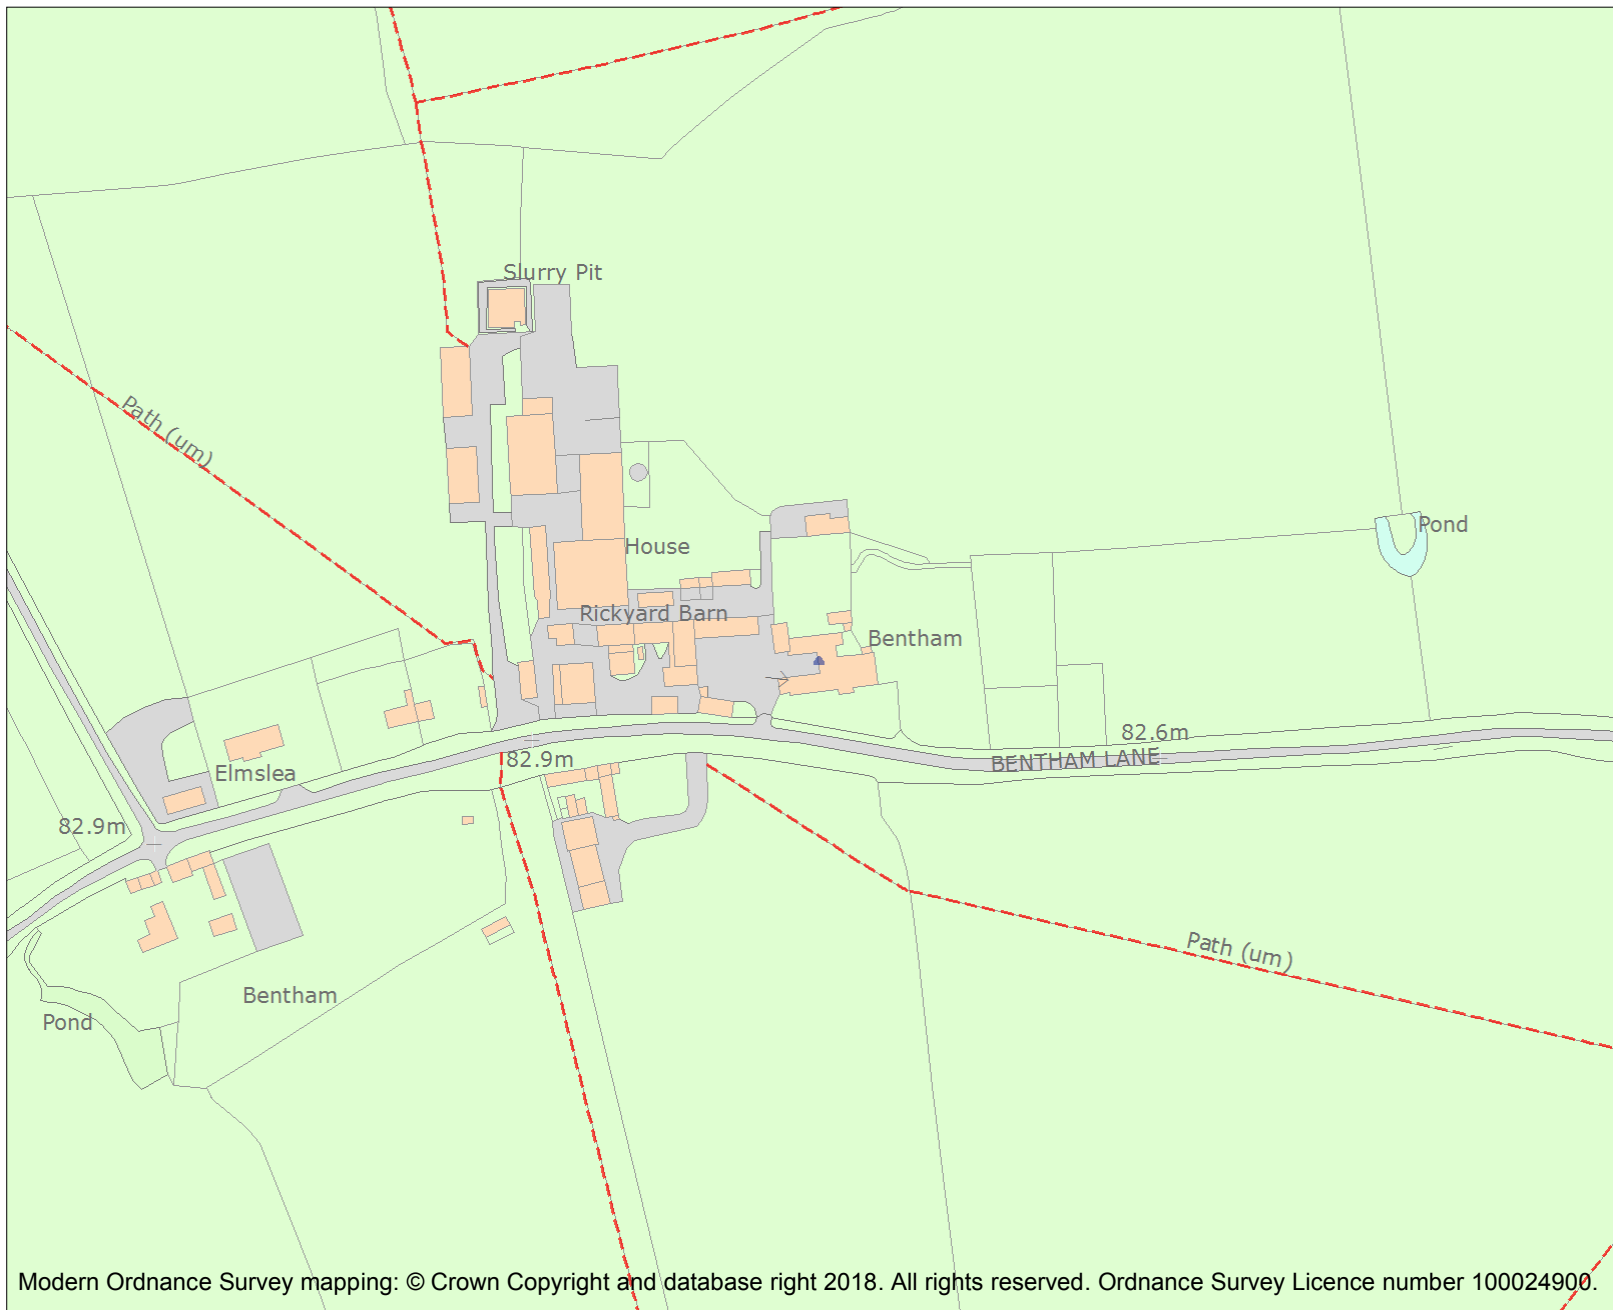 Slurry Pit
Path (um)
Pond
House
Rickyard Barn
Bentham
82.6m
BENTHAM LANE
82.9m
Elmslea
82.9m
Path (um)
Bentham
Pond
Modern Ordnance Survey mapping: © Crown Copyright and database right 2018. All rights reserved. Ordnance Survey Licence number 100024900.